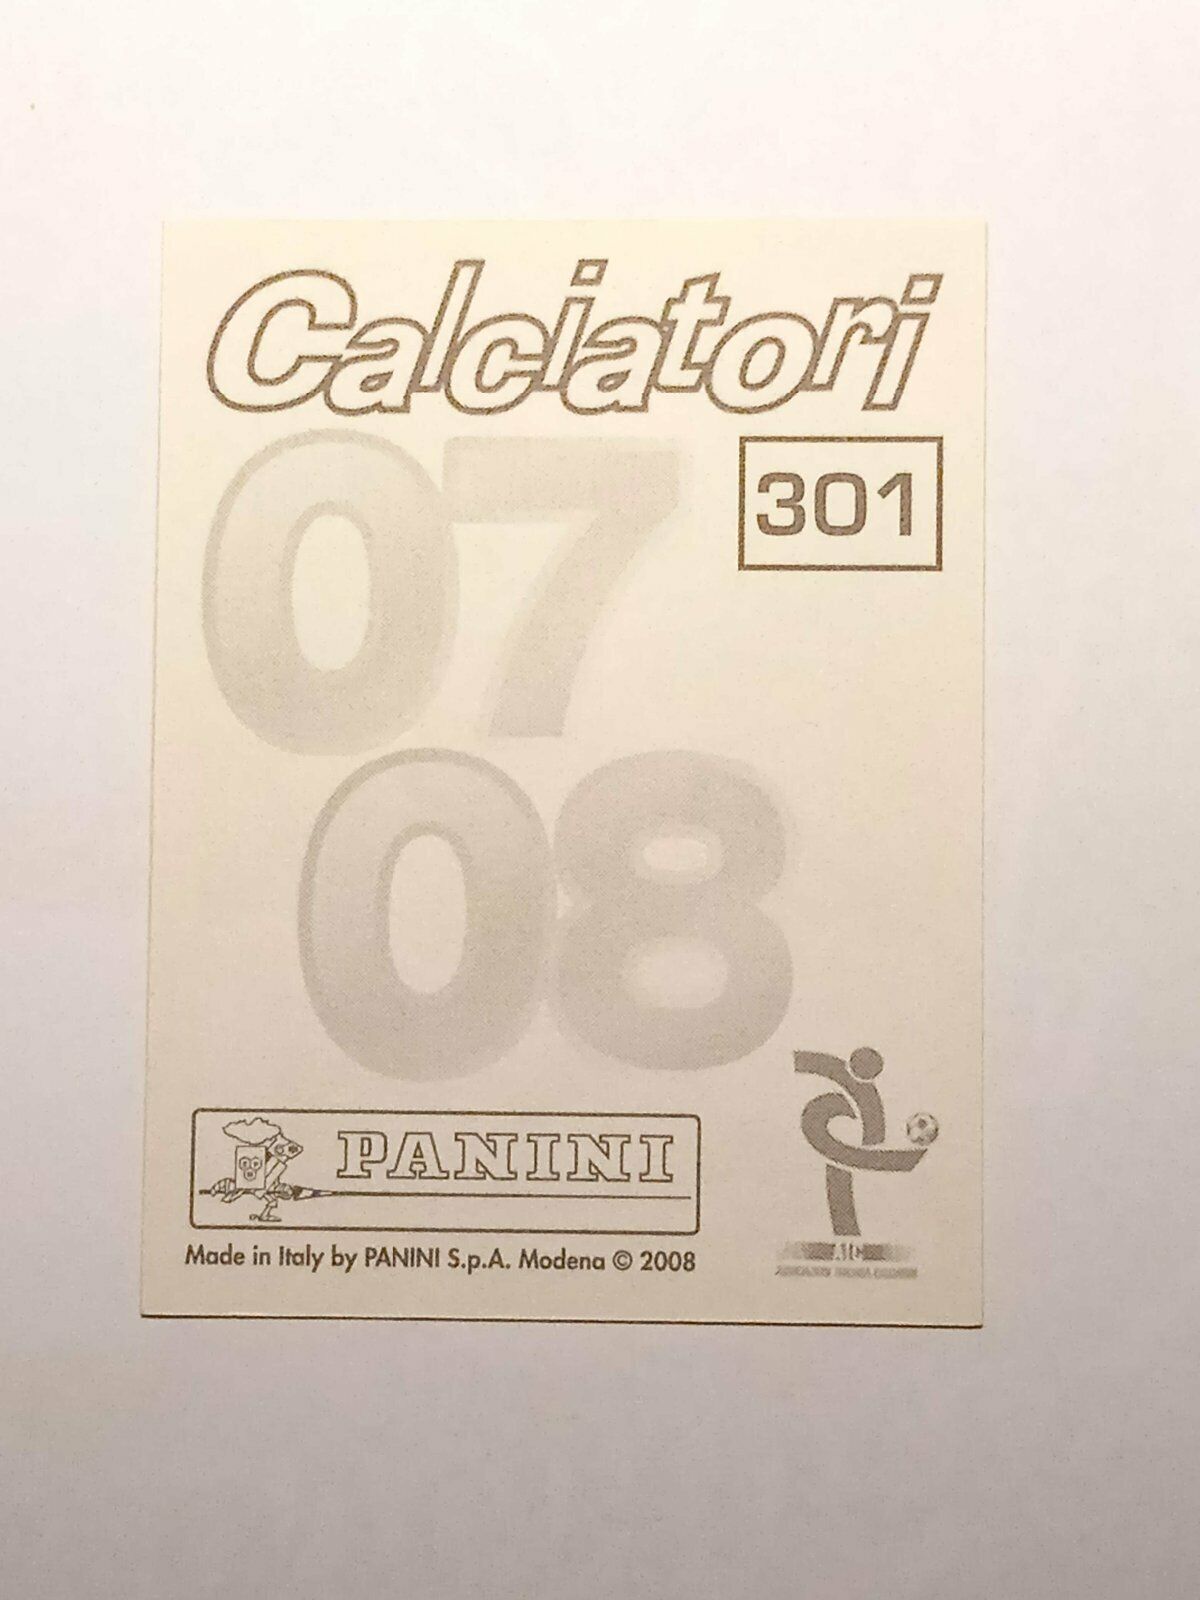 Calciatori
07
301
08
PANINI
Made in Italy by PANINI S.p.A. Modena © 2008